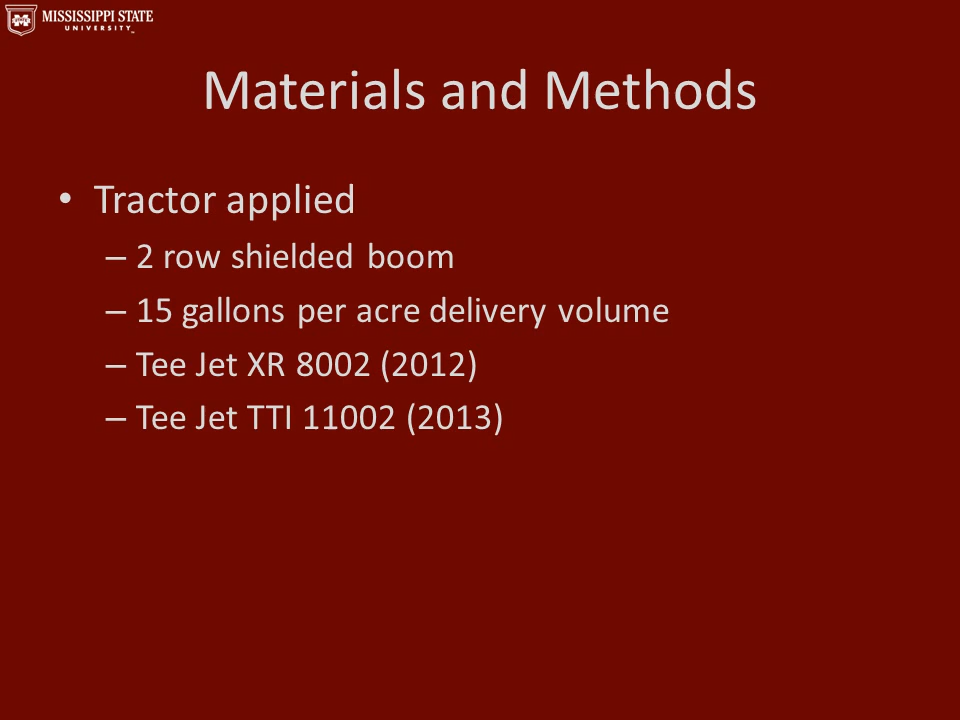 MISSISSIPPI STATE
UNIVERSITY™
Materials and Methods
• Tractor applied
– 2 row shielded boom
– 15 gallons per acre delivery volume
– Tee Jet XR 8002 (2012)
– Tee Jet TTI 11002 (2013)